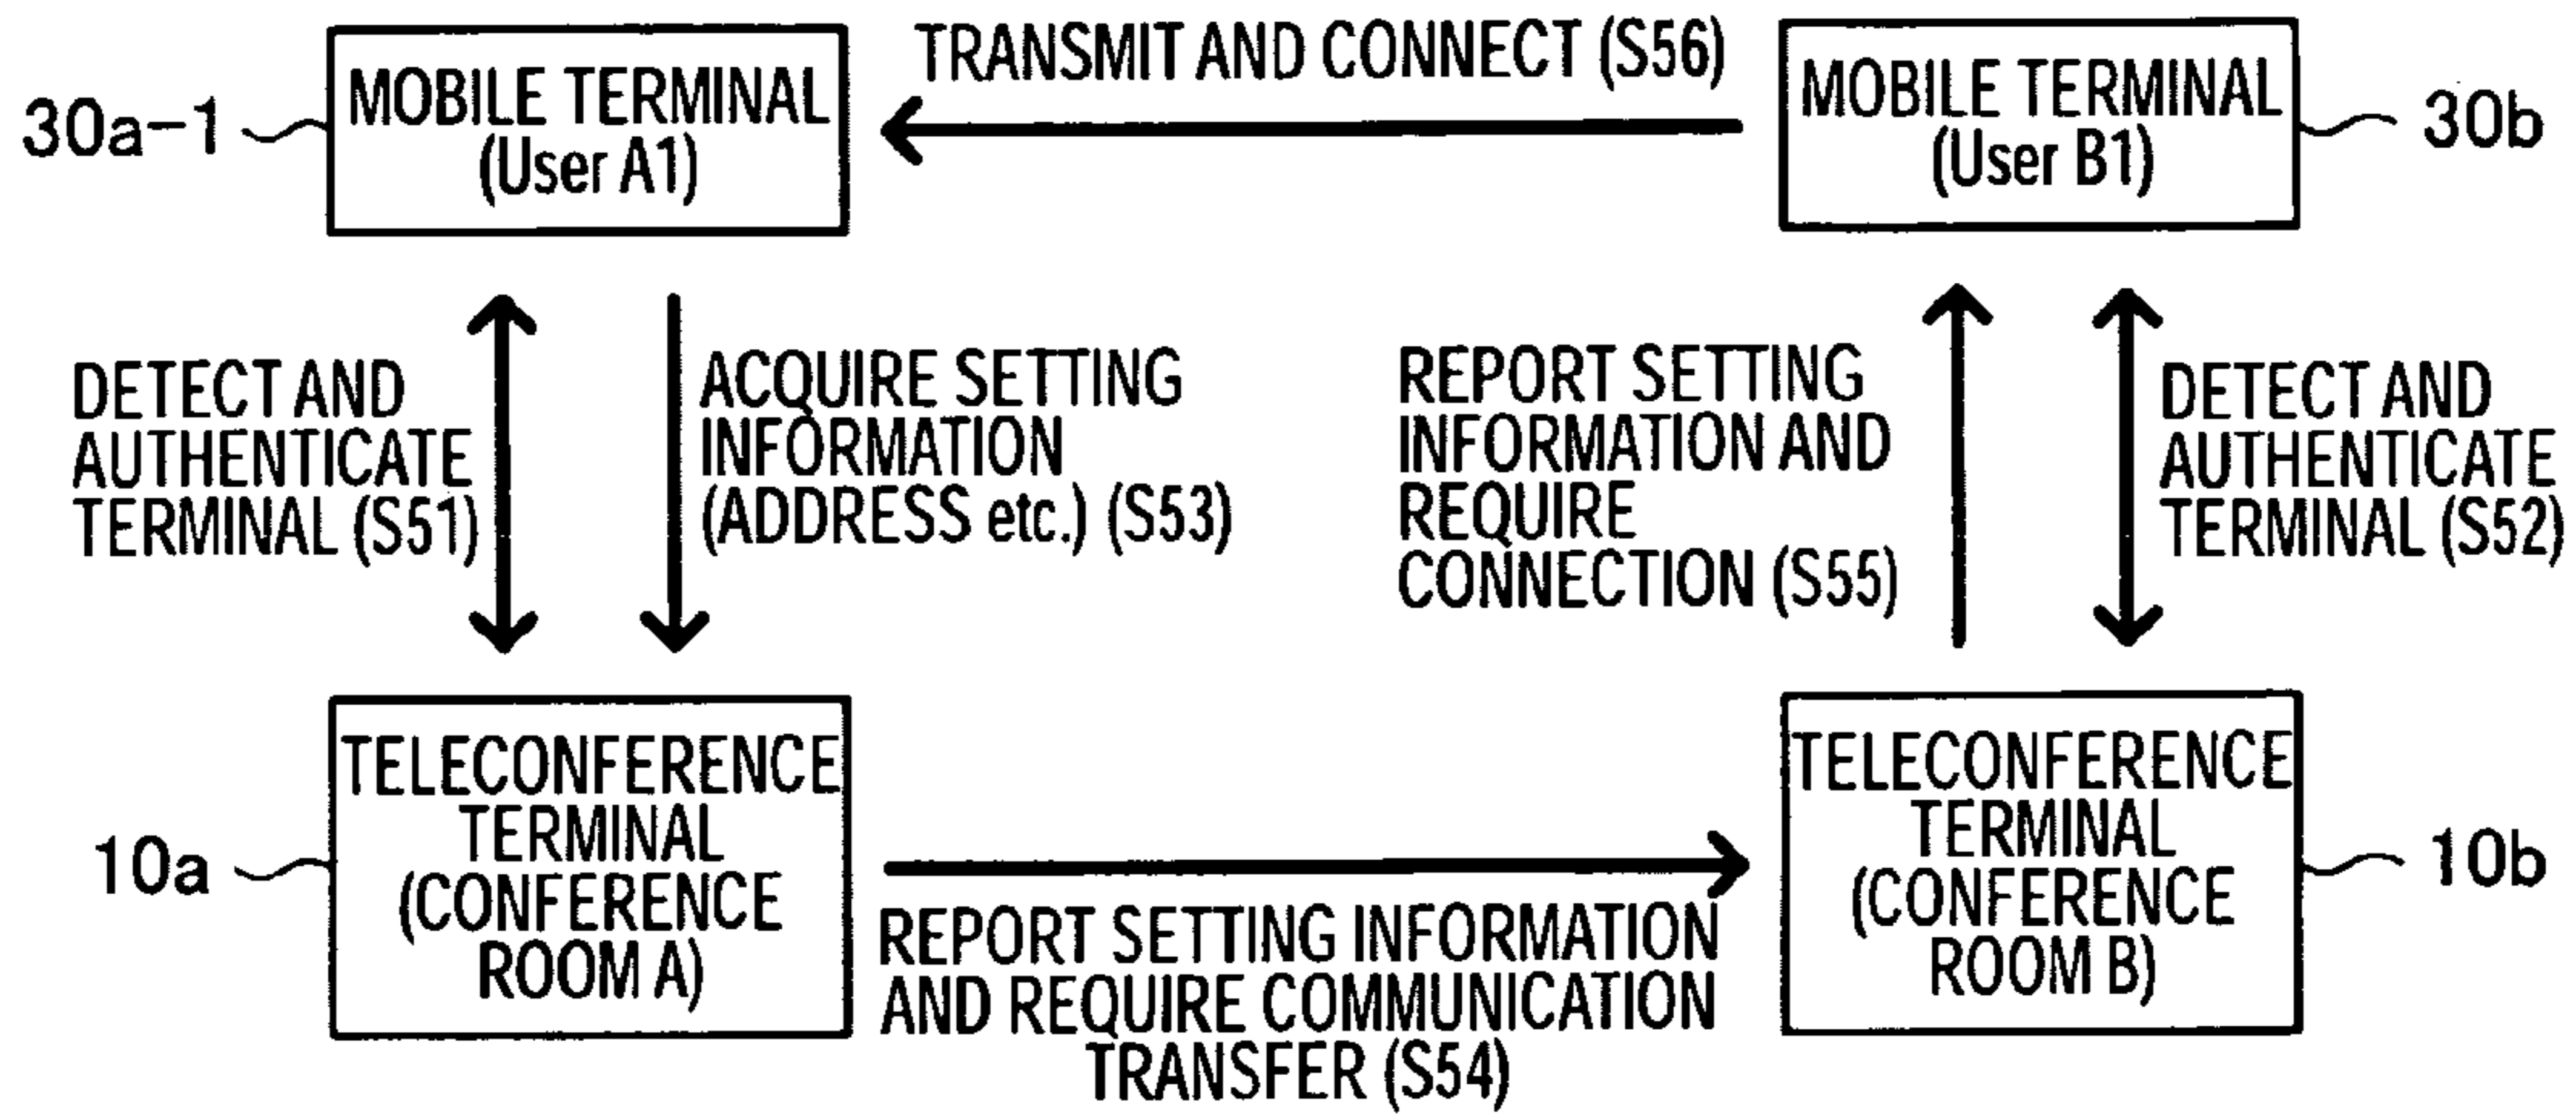 TRANSMIT AND CONNECT (S56)
30a-1
MOBILE TERMINAL
(User A1)
MOBILE TERMINAL
(User B1)
30b
DETECT AND
AUTHENTICATE
TERMINAL (S51)
ACQUIRE SETTING
INFORMATION
(ADDRESS etc.) (S53)
REPORT SETTING
INFORMATION AND
REQUIRE
CONNECTION (S55)
DETECT AND
AUTHENTICATE
TERMINAL (S52)
10a
TELECONFERENCE
TERMINAL
(CONFERENCE
ROOM A)
REPORT SETTING INFORMATION
AND REQUIRE COMMUNICATION
TRANSFER (S54)
TELECONFERENCE
TERMINAL
(CONFERENCE
ROOM B)
10b